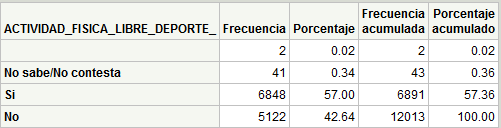 ACTIVIDAD_FISICA_LIBRE_DEPORTE_ Frecuencia Porcentaje Frecuencia acumulada Porcentaje acumulado
2 0.02 2 0.02
No sabe/No contesta 41 0.34 43 0.36
Si 6848 57.00 6891 57.36
No 5122 42.64 12013 100.00